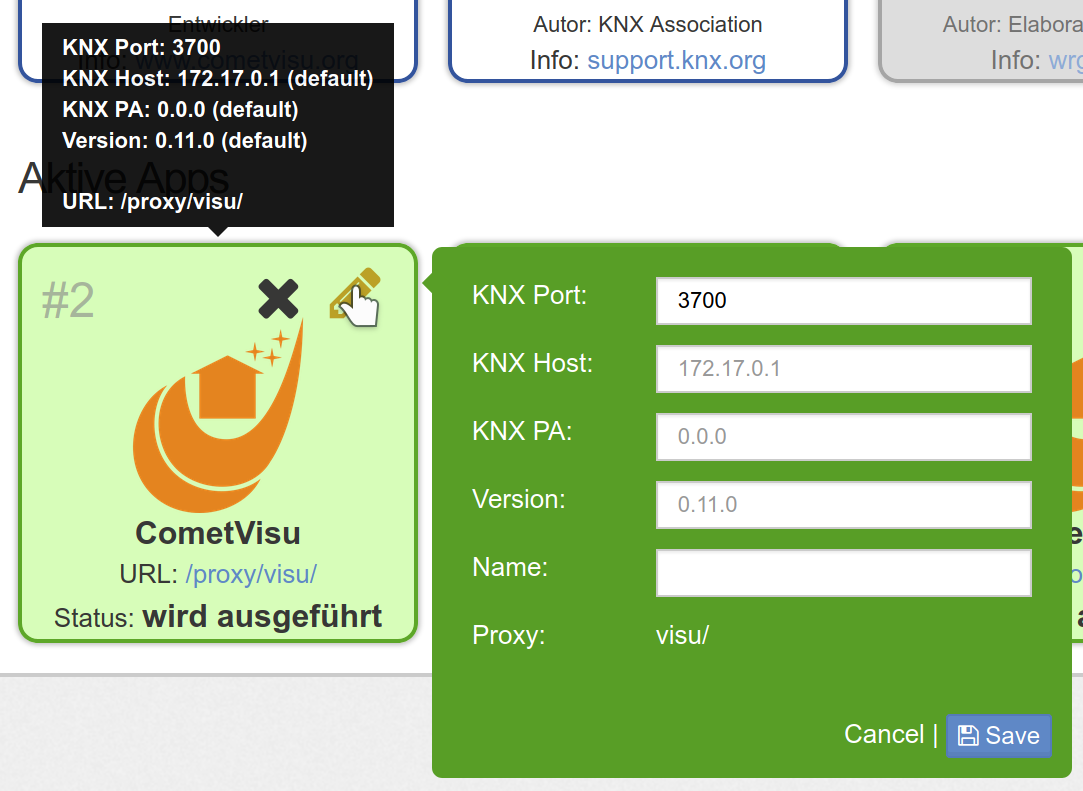 Entwickler
Info: www.cometvisu.org
Autor: KNX Association
Info: support.knx.org
Autor: Elabora
Info: wrg
KNX Port: 3700
KNX Host: 172.17.0.1 (default)
KNX PA: 0.0.0 (default)
Version: 0.11.0 (default)
URL: /proxy/visu/
Aktive Apps
#2
CometVisu
URL: /proxy/visu/
Status: wird ausgeführt
KNX Port: 3700
KNX Host: 172.17.0.1
KNX PA: 0.0.0
Version: 0.11.0
Name:
Proxy: visu/
Cancel | Save